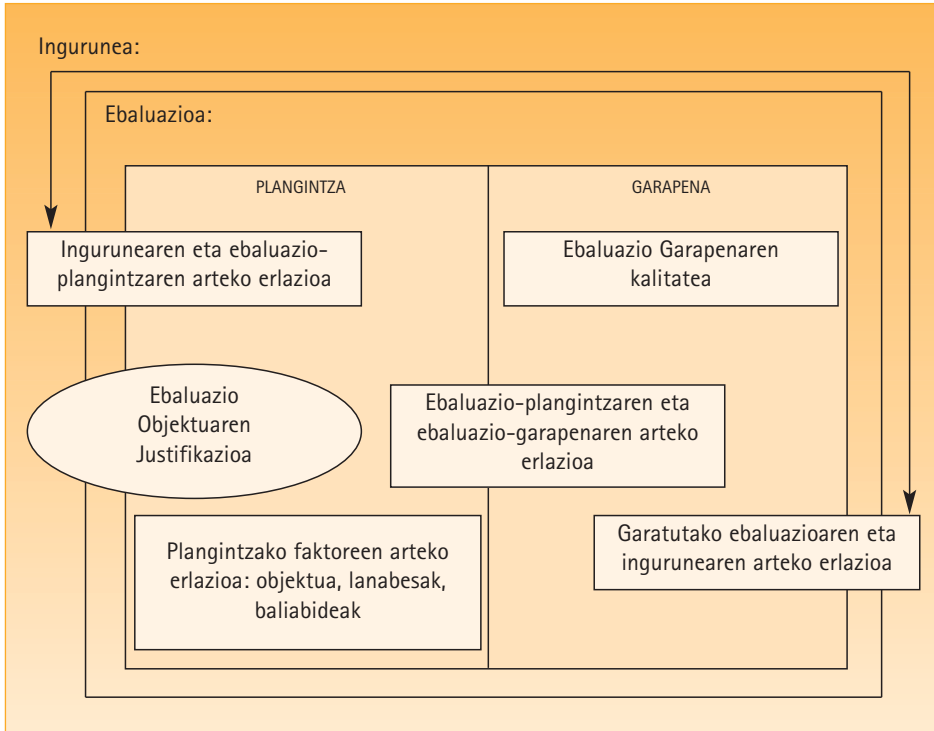 Ingurunea:
Ebaluazioa:
PLANGINTZA
Ingurunearen eta ebaluazio-
plangintzaren arteko erlazioa
Ebaluazio
Objektuaren
Justifikazioa
Plangintzako faktoreen arteko
erlazioa: objektua, lanabesak,
baliabideak
GARAPENA
Ebaluazio Garapenaren
kalitatea
Ebaluazio-plangintzaren eta
ebaluazio-garapenaren arteko
erlazioa
Garatutako ebaluazioaren eta
ingurunearen arteko erlazioa